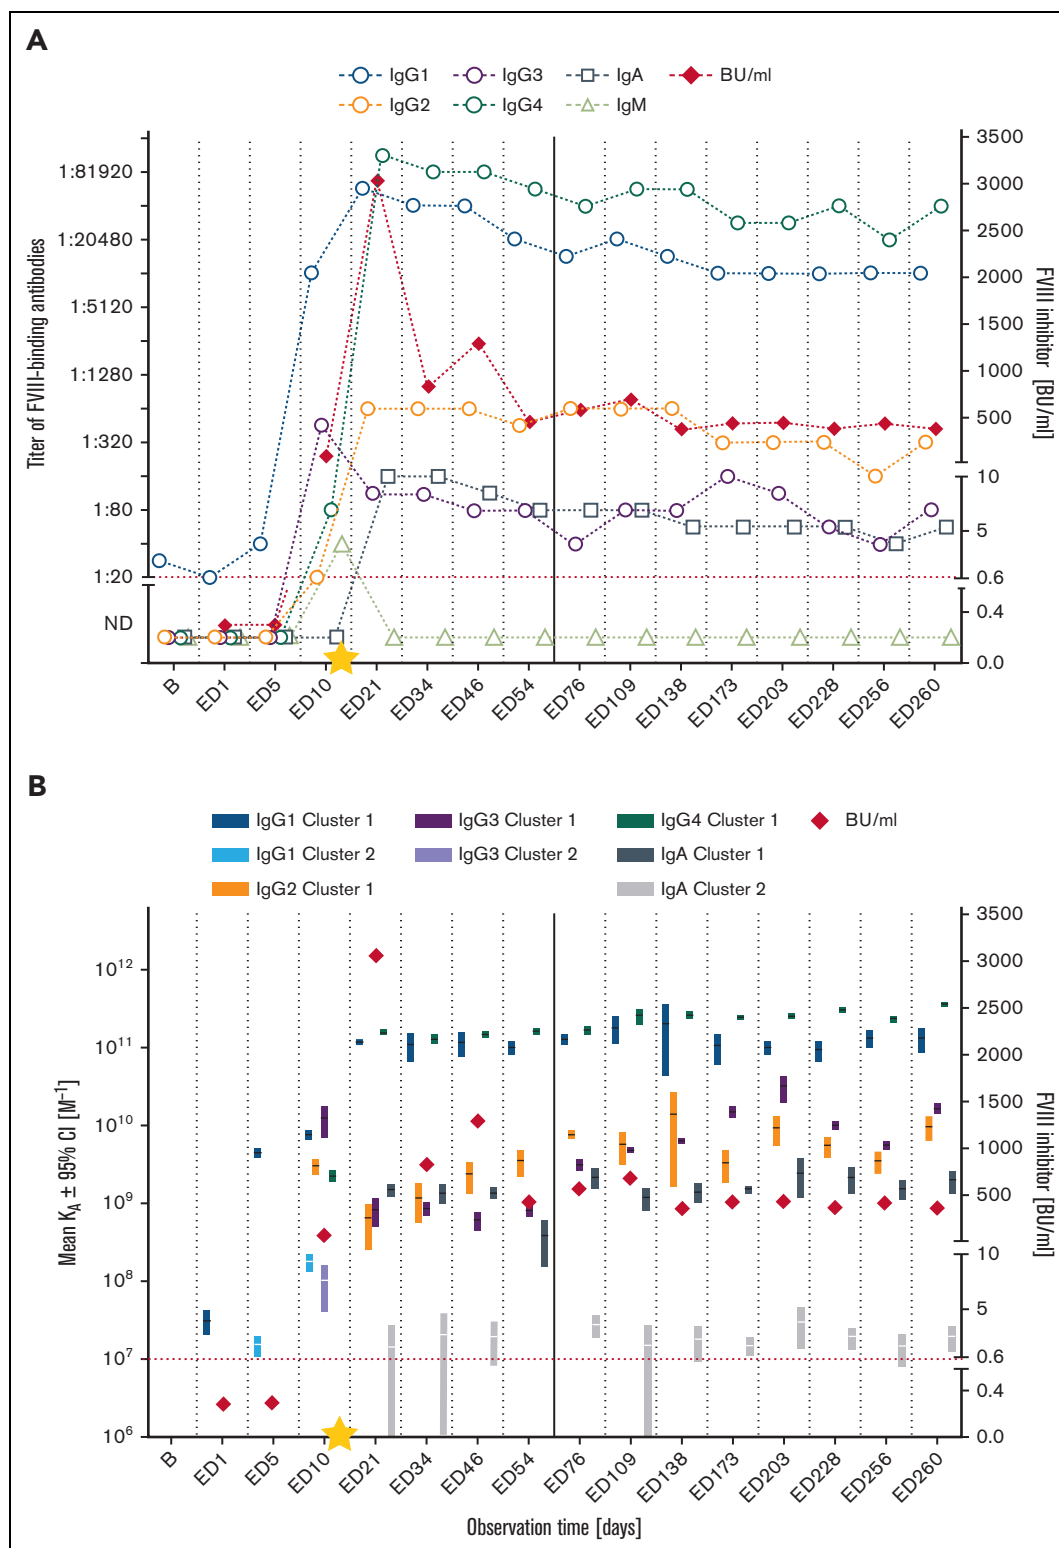 A
IgG1 IgG3 IgA BU/ml
IgG2 IgG4 IgM
Titer of FVIII-binding antibodies
1:81920
1:20480
1:5120
1:1280
1:320
1:80
1:20
ND
3500
3000
2500
2000
1500
1000
500
10
5
0.6
0.4
0.0
FVIII inhibitor [BU/ml]
B ED1 ED5 ED10 ED21 ED34 ED46 ED54 ED76 ED109 ED138 ED173 ED203 ED228 ED256 ED260
B
IgG1 Cluster 1 IgG3 Cluster 1 IgG4 Cluster 1 BU/ml
IgG1 Cluster 2 IgG3 Cluster 2 IgA Cluster 1
IgG2 Cluster 1 IgA Cluster 2
Mean K_A ± 95% CI [M⁻¹]
10¹²
10¹¹
10¹⁰
10⁹
10⁸
10⁷
10⁶
3500
3000
2500
2000
1500
1000
500
10
5
0.6
0.4
0.0
FVIII inhibitor [BU/ml]
B ED1 ED5 ED10 ED21 ED34 ED46 ED54 ED76 ED109 ED138 ED173 ED203 ED228 ED256 ED260
Observation time [days]